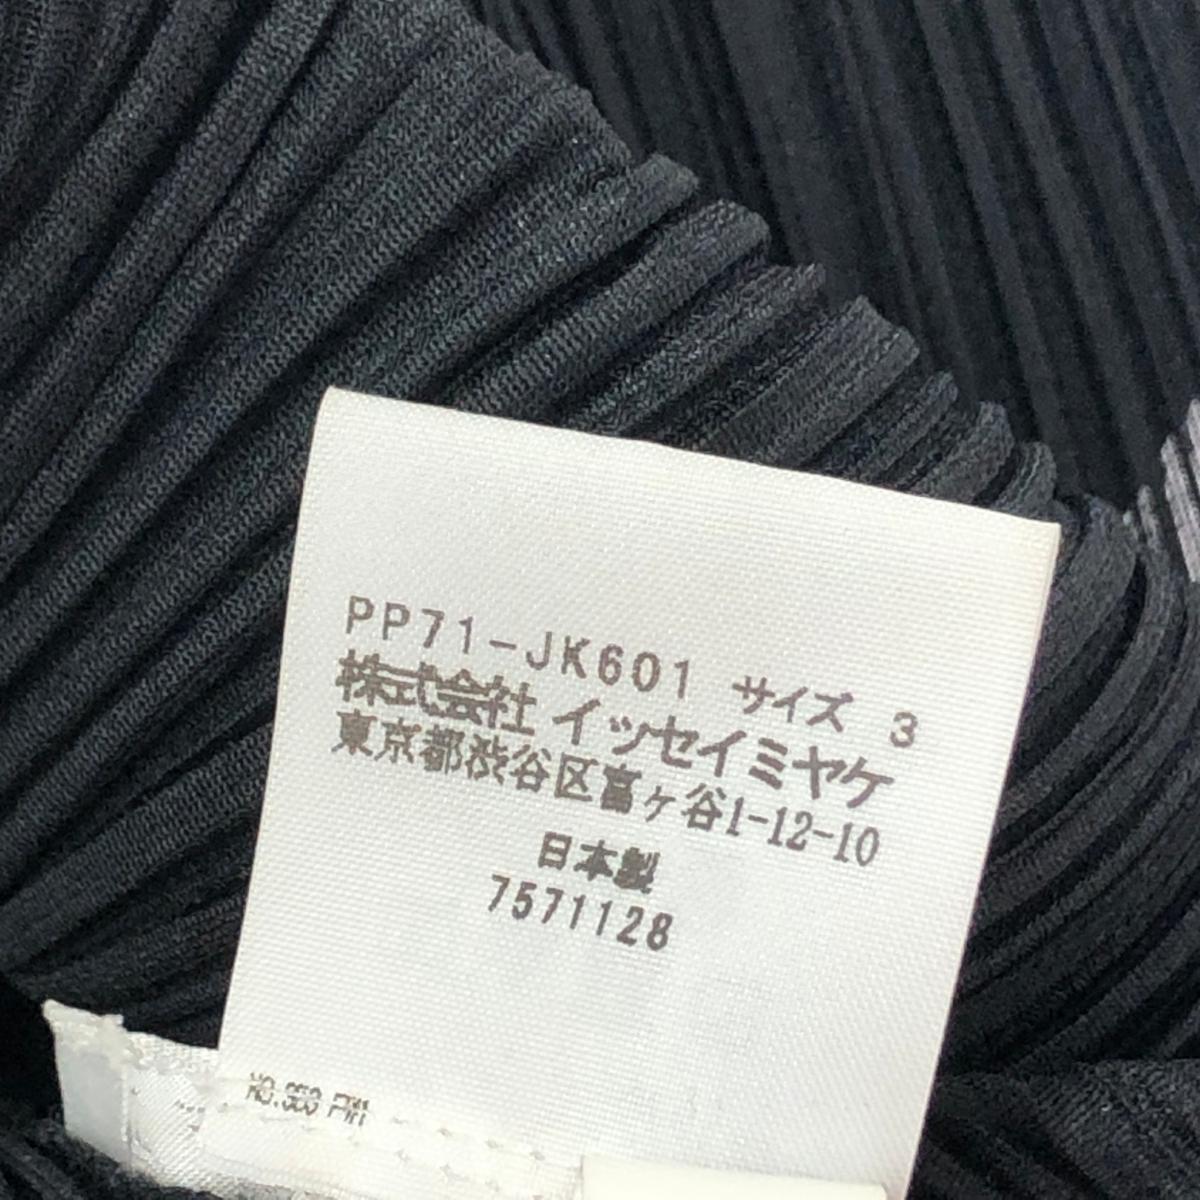 PP71-JK601 サイズ 3
株式会社 イッセイミヤケ
東京都渋谷区富ヶ谷1-12-10
日本製
7571128